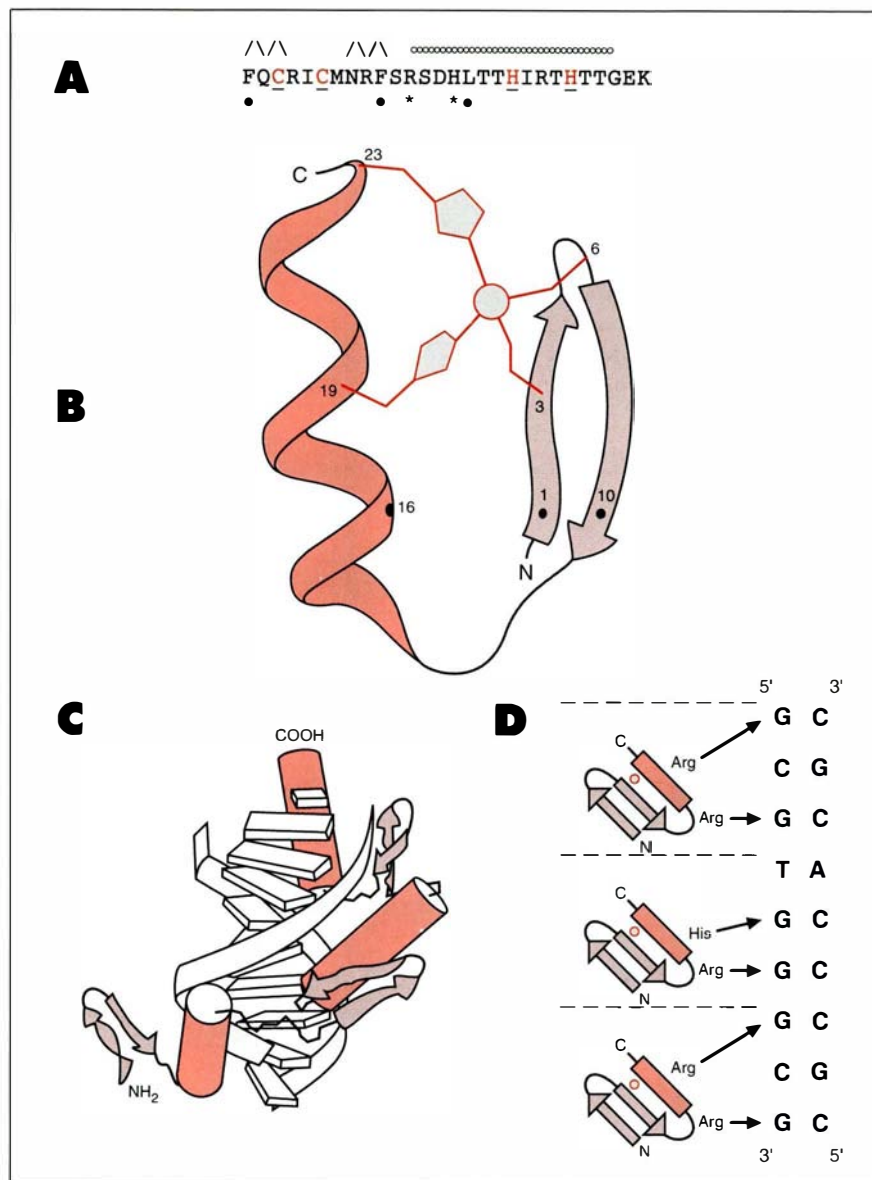 A
/\/\ /\/\ oooooooooooooooooooooooooooo
FQCRICMNRFSRSDHLTTHIRTHTTGEK
● ● * * ●
B
C
23
6
19
3
16
1
10
N
C
COOH
NH2
D
5' 3'
G C
C
Arg
C G
Arg
G C
N
T A
C
His
G C
Arg
G C
N
G C
C
Arg
C G
Arg
G C
N
3' 5'